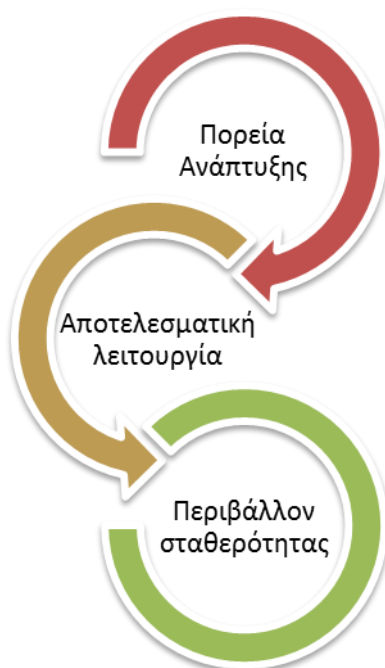 Πορεία
Ανάπτυξης
Αποτελεσματική
λειτουργία
Περιβάλλον
σταθερότητας